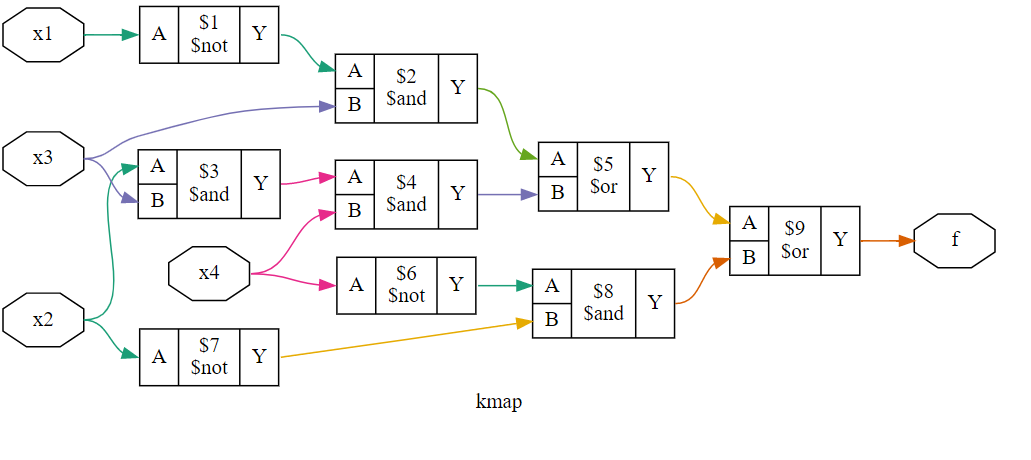 x1
A
$1
$not
Y
A
B
$2
$and
Y
x3
A
B
$3
$and
Y
A
B
$4
$and
Y
A
B
$5
$or
Y
x4
A
$6
$not
Y
x2
A
$7
$not
Y
A
B
$8
$and
Y
A
B
$9
$or
Y
f
kmap